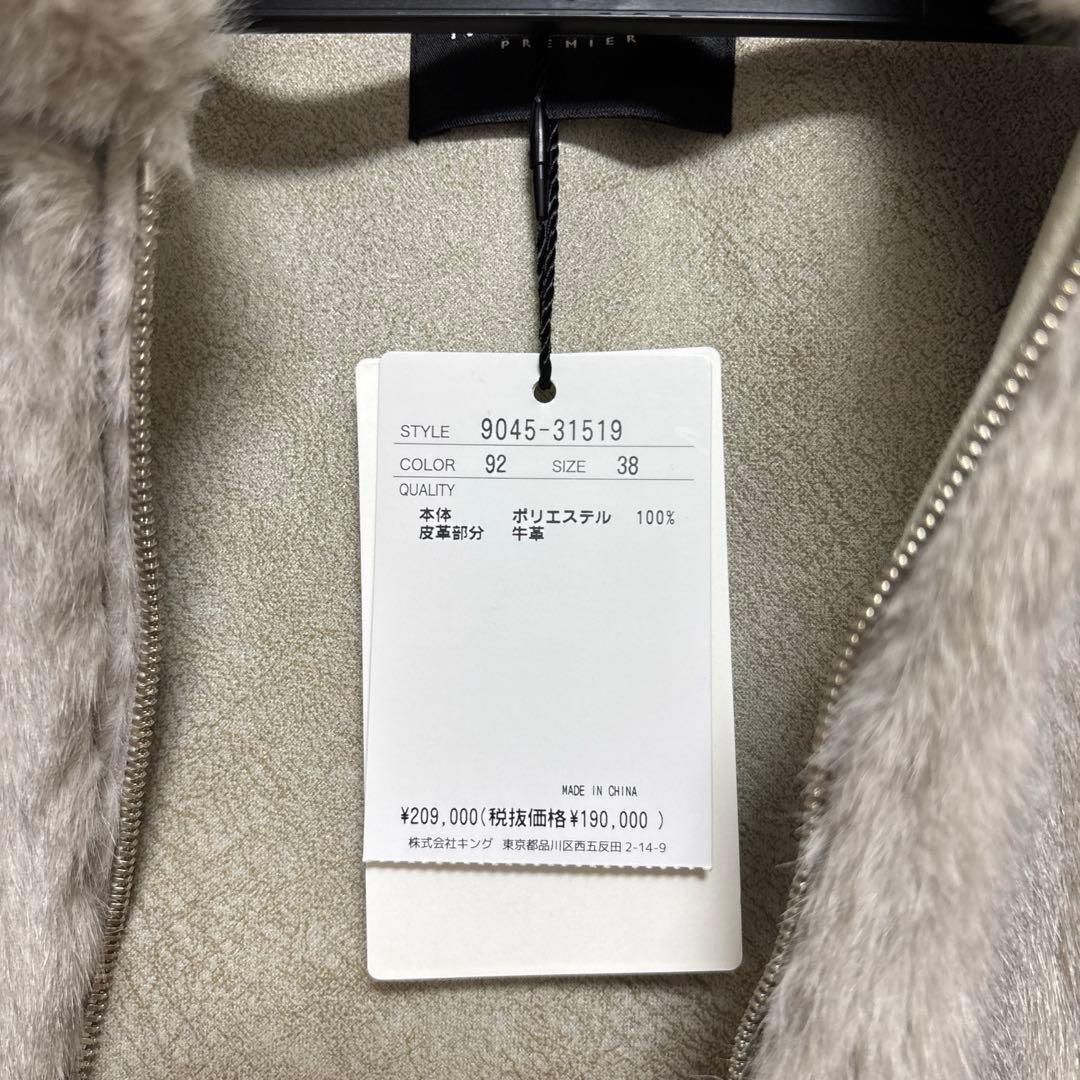 PREMIER
STYLE 9045-31519
COLOR 92 SIZE 38
QUALITY
本体 ポリエステル 100%
皮革部分 牛革
MADE IN CHINA
¥209,000(税抜価格¥190,000 )
株式会社キング 東京都品川区西五反田2-14-9